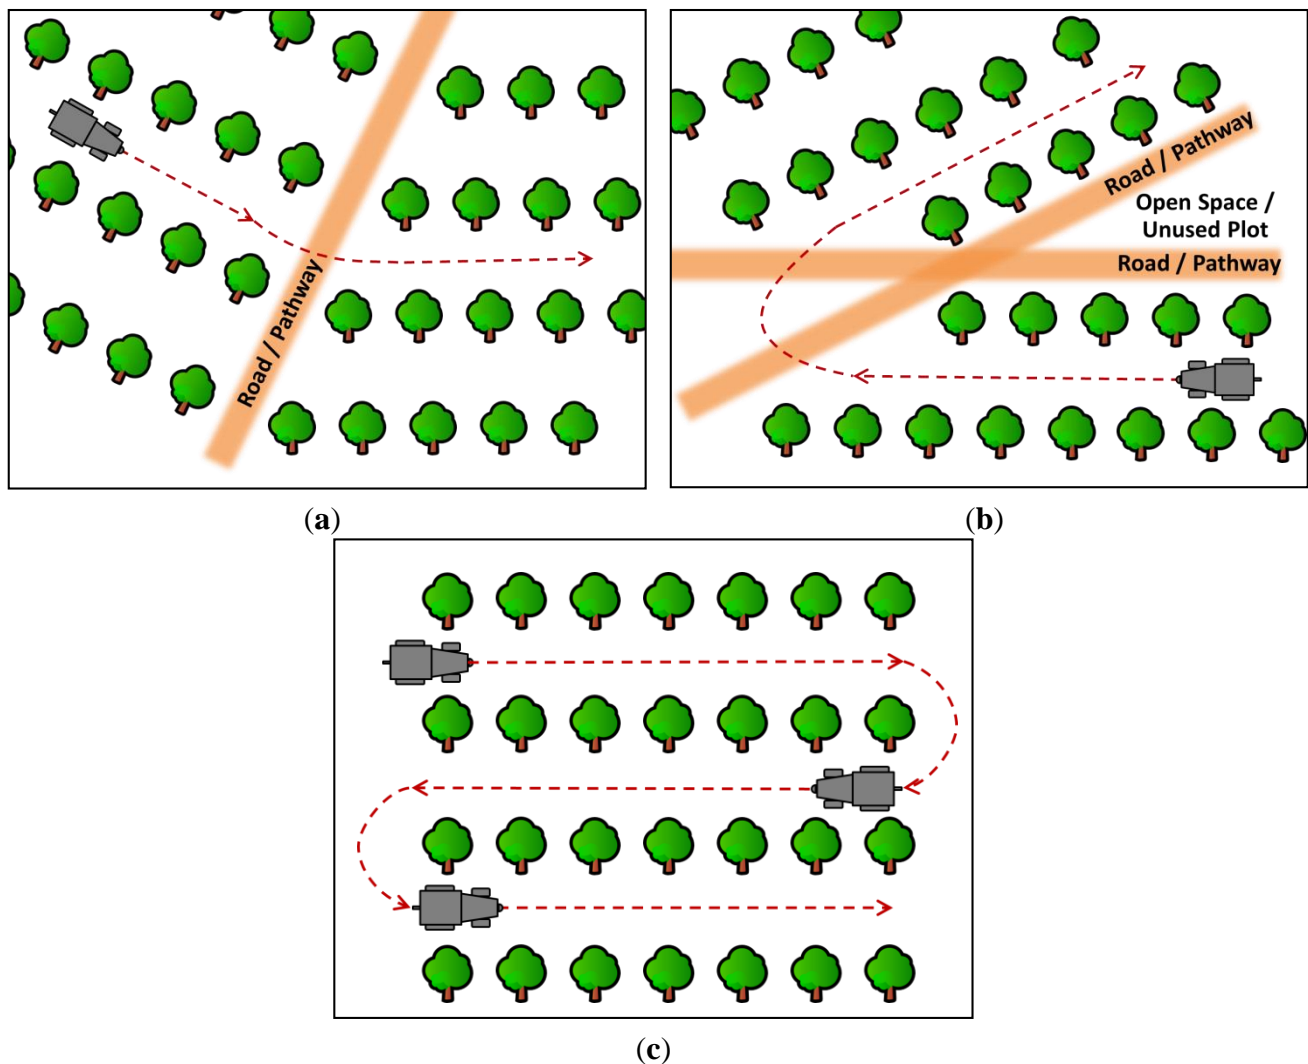 Road / Pathway
(a)
Road / Pathway
Open Space /
Unused Plot
Road / Pathway
(b)
(c)